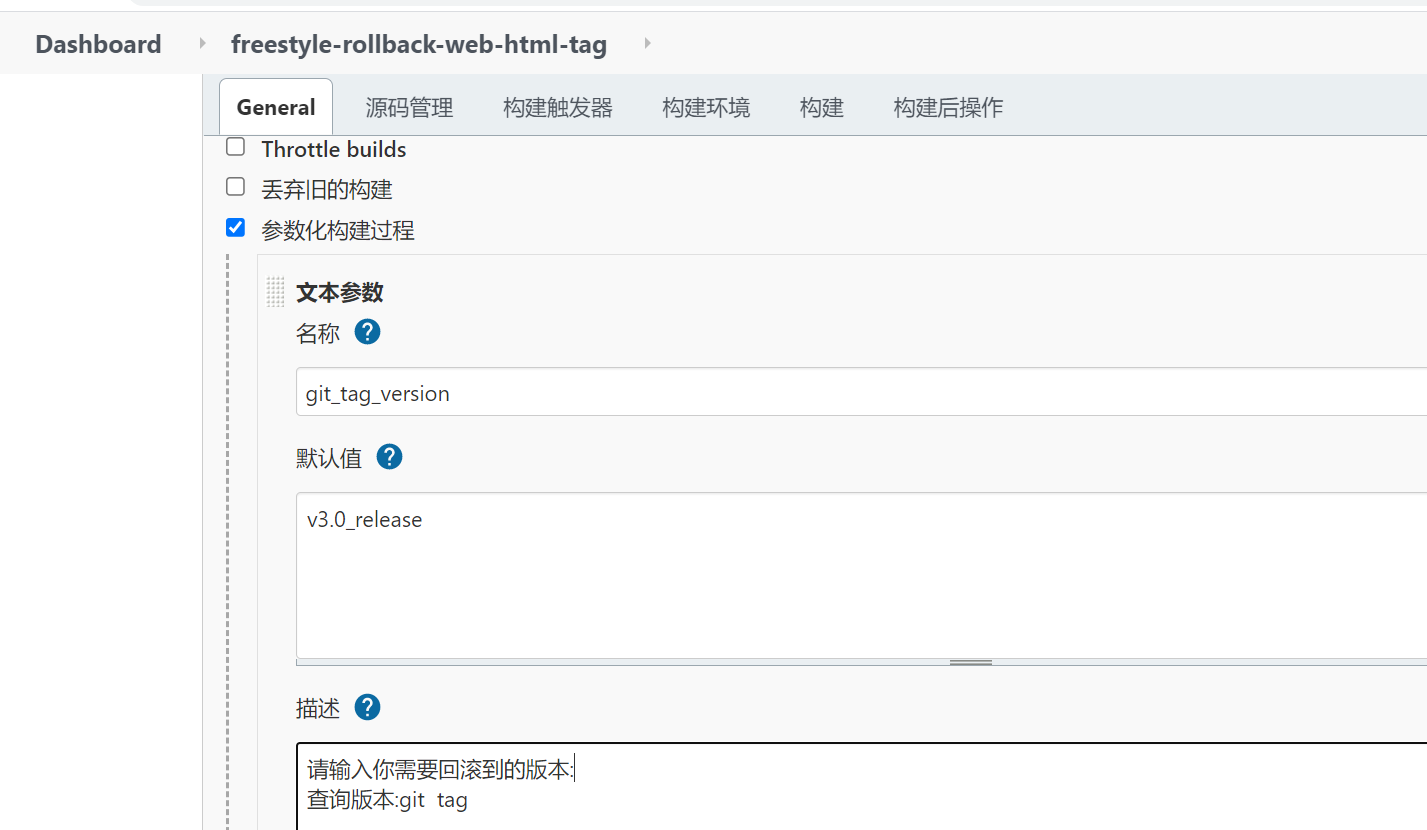 Dashboard freestyle-rollback-web-html-tag
General 源码管理 构建触发器 构建环境 构建 构建后操作
Throttle builds
丢弃旧的构建
参数化构建过程
文本参数
名称 ?
git_tag_version
默认值 ?
v3.0_release
描述 ?
请输入你需要回滚到的版本:
查询版本:git  tag